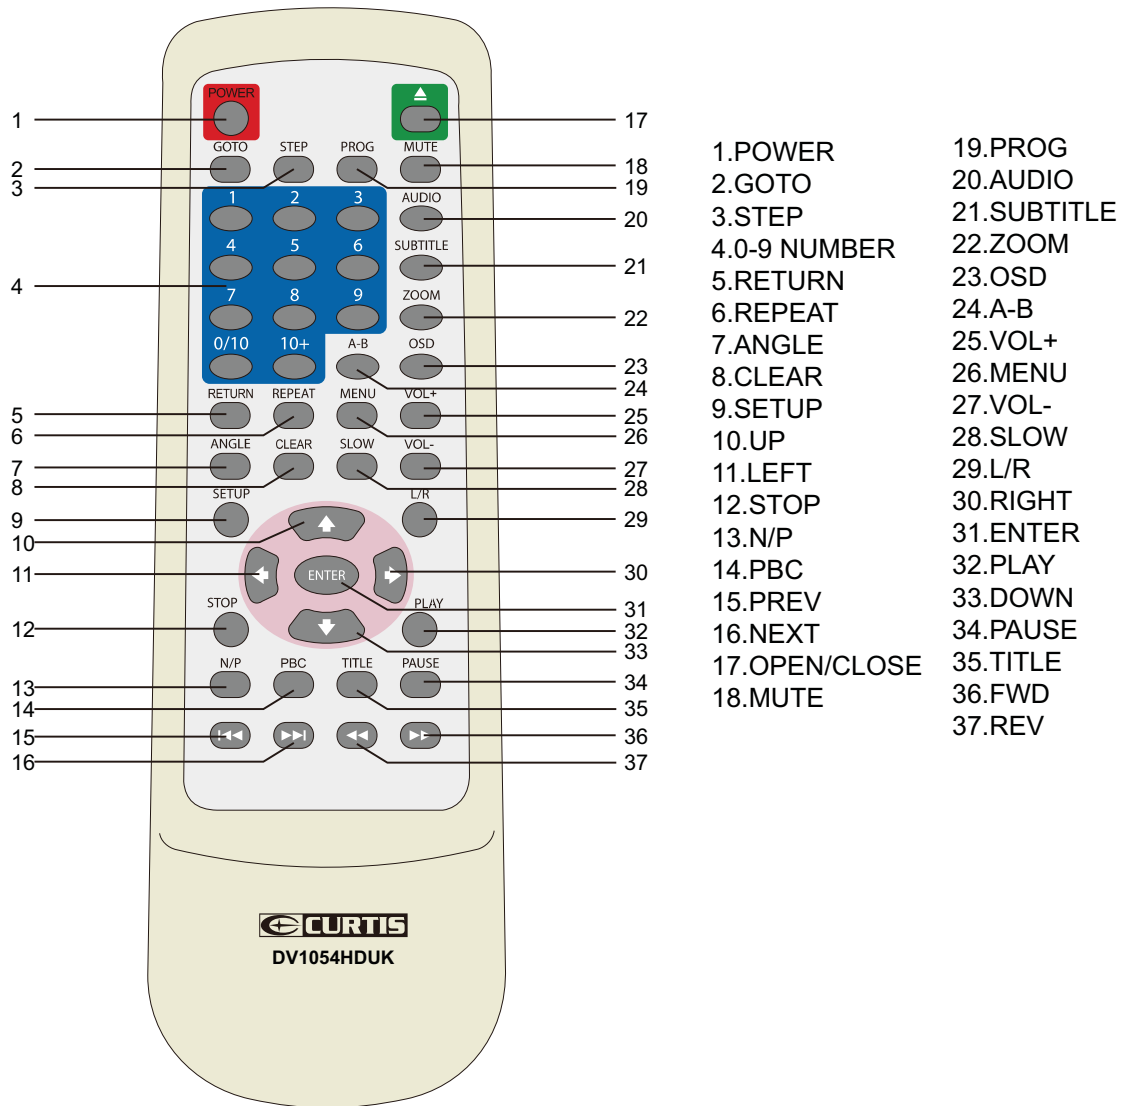 POWER
1
17
GOTO STEP PROG MUTE
2
18
3
19
1 2 3 AUDIO
20
4 5 6 SUBTITLE
21
4
7 8 9 ZOOM
22
0/10 10+ A-B OSD
23
24
RETURN REPEAT MENU VOL+
5
25
6
26
ANGLE CLEAR SLOW VOL-
7
27
8
28
SETUP L/R
9
29
10
11
ENTER
30
31
STOP PLAY
12
32
33
N/P PBC TITLE PAUSE
13
34
14
35
15
36
16
37
CURTIS
DV1054HDUK
1.POWER
2.GOTO
3.STEP
4.0-9 NUMBER
5.RETURN
6.REPEAT
7.ANGLE
8.CLEAR
9.SETUP
10.UP
11.LEFT
12.STOP
13.N/P
14.PBC
15.PREV
16.NEXT
17.OPEN/CLOSE
18.MUTE
19.PROG
20.AUDIO
21.SUBTITLE
22.ZOOM
23.OSD
24.A-B
25.VOL+
26.MENU
27.VOL-
28.SLOW
29.L/R
30.RIGHT
31.ENTER
32.PLAY
33.DOWN
34.PAUSE
35.TITLE
36.FWD
37.REV